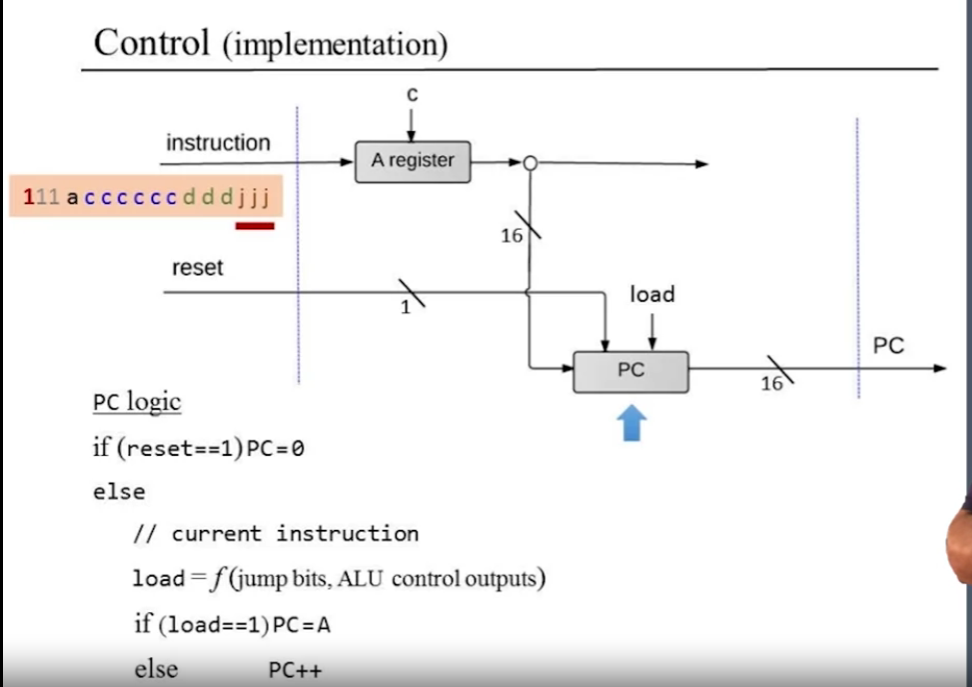 Control (implementation)
c
instruction
A register
111 a c c c c c c d d d j j j
16
reset
load
1
PC
PC
16
PC logic
if (reset==1) PC=0
else
// current instruction
load = f (jump bits, ALU control outputs)
if (load==1) PC=A
else PC++